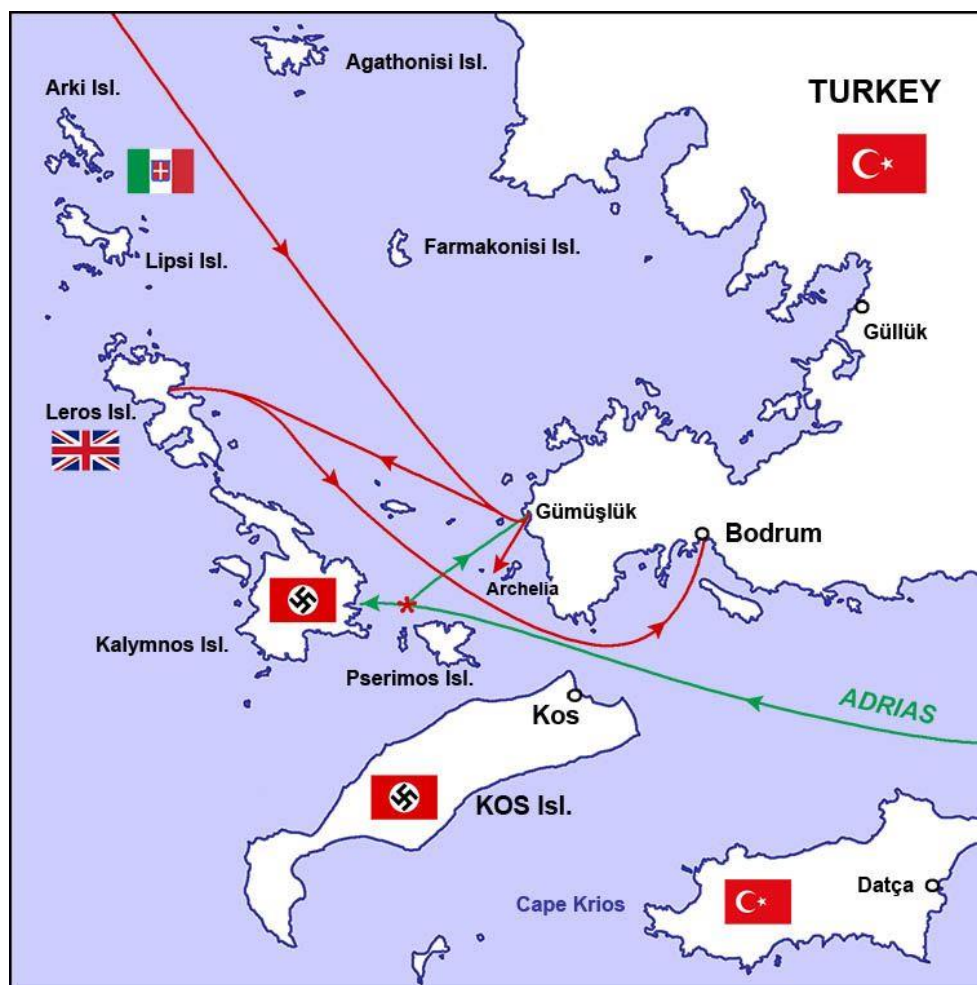 Agathonisi Isl.
Arki Isl.
TURKEY
Lipsi Isl.
Farmakonisi Isl.
Güllük
Leros Isl.
Gümüşlük
Bodrum
Archelia
Kalymnos Isl.
Pserimos Isl.
ADRIAS
Kos
KOS Isl.
Datça
Cape Krios